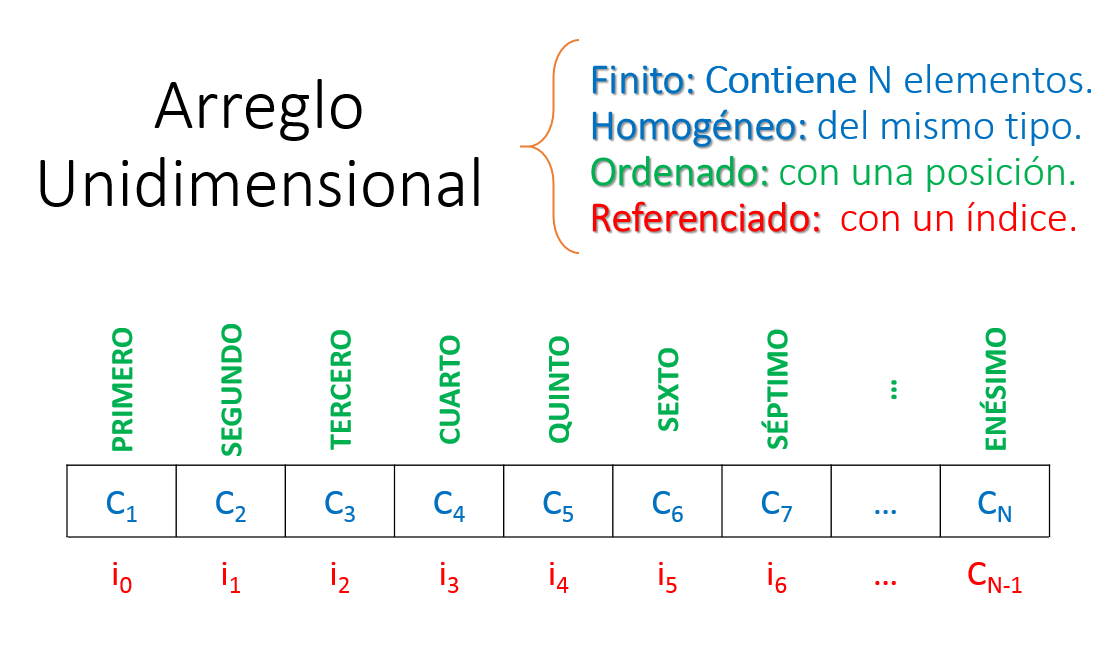 Arreglo
Unidimensional
Finito: Contiene N elementos.
Homogéneo: del mismo tipo.
Ordenado: con una posición.
Referenciado: con un índice.
PRIMERO SEGUNDO TERCERO CUARTO QUINTO SEXTO SÉPTIMO ... ENÉSIMO
C₁ C₂ C₃ C₄ C₅ C₆ C₇ ... C_N
i₀ i₁ i₂ i₃ i₄ i₅ i₆ ... C_N-1